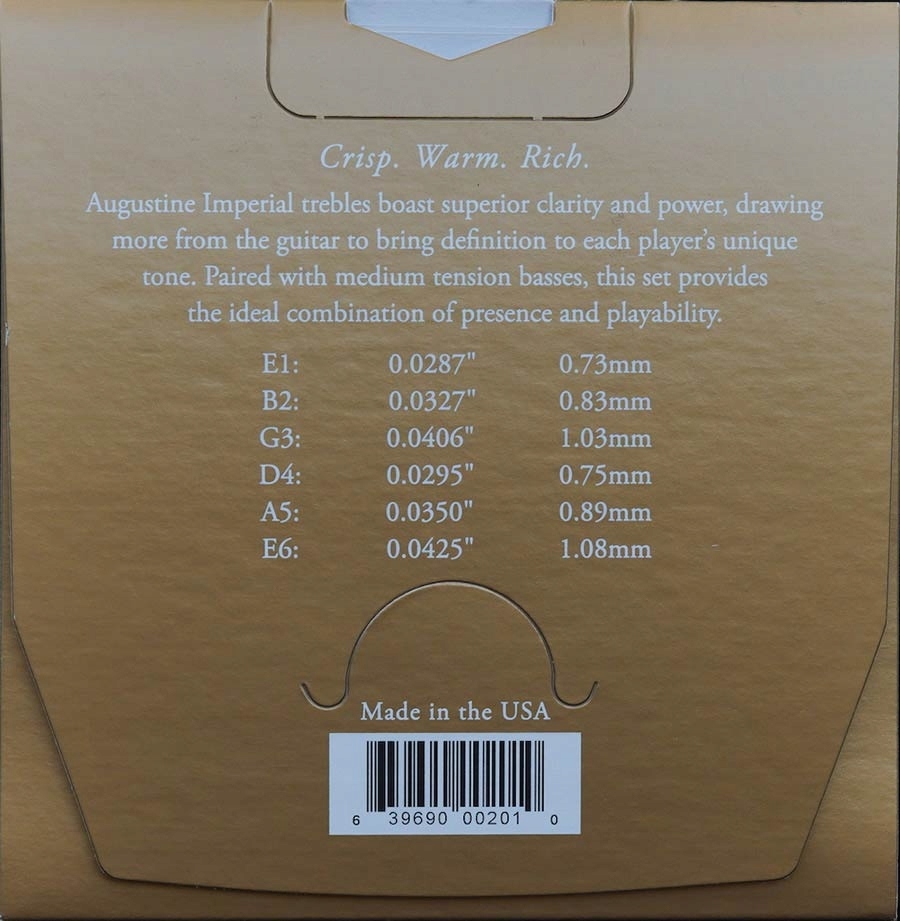 Crisp. Warm. Rich.
Augustine Imperial trebles boast superior clarity and power, drawing
more from the guitar to bring definition to each player's unique
tone. Paired with medium tension basses, this set provides
the ideal combination of presence and playability.
E1: 0.0287" 0.73mm
B2: 0.0327" 0.83mm
G3: 0.0406" 1.03mm
D4: 0.0295" 0.75mm
A5: 0.0350" 0.89mm
E6: 0.0425" 1.08mm
Made in the USA
6 39690 00201 0